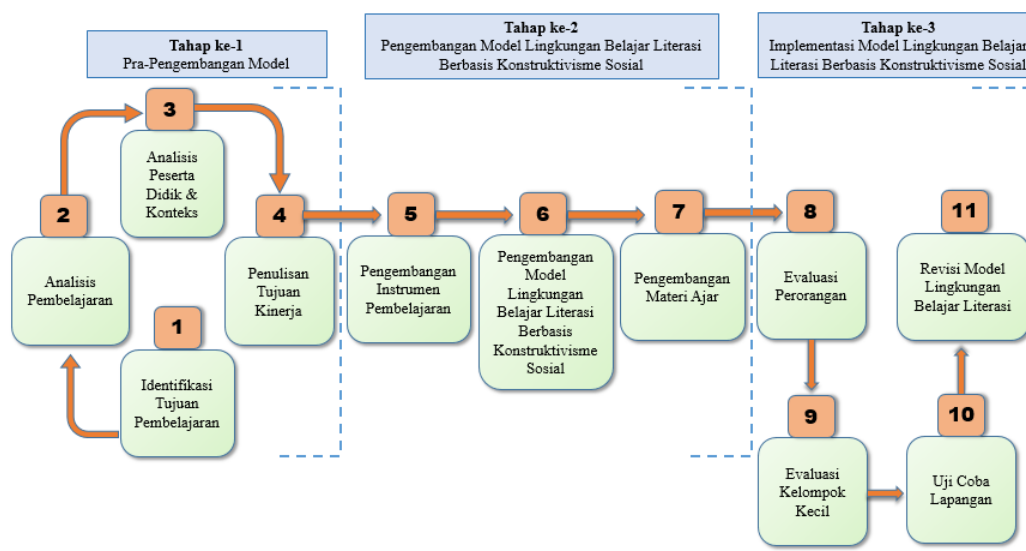 Tahap ke-1
Pra-Pengembangan Model
Tahap ke-2
Pengembangan Model Lingkungan Belajar Literasi
Berbasis Konstruktivisme Sosial
Tahap ke-3
Implementasi Model Lingkungan Belajar
Literasi Berbasis Konstruktivisme Sosial
1
Identifikasi
Tujuan
Pembelajaran
2
Analisis
Pembelajaran
3
Analisis
Peserta
Didik &
Konteks
4
Penulisan
Tujuan
Kinerja
5
Pengembangan
Instrumen
Pembelajaran
6
Pengembangan
Model
Lingkungan
Belajar Literasi
Berbasis
Konstruktivisme
Sosial
7
Pengembangan
Materi Ajar
8
Evaluasi
Perorangan
9
Evaluasi
Kelompok
Kecil
10
Uji Coba
Lapangan
11
Revisi Model
Lingkungan
Belajar Literasi